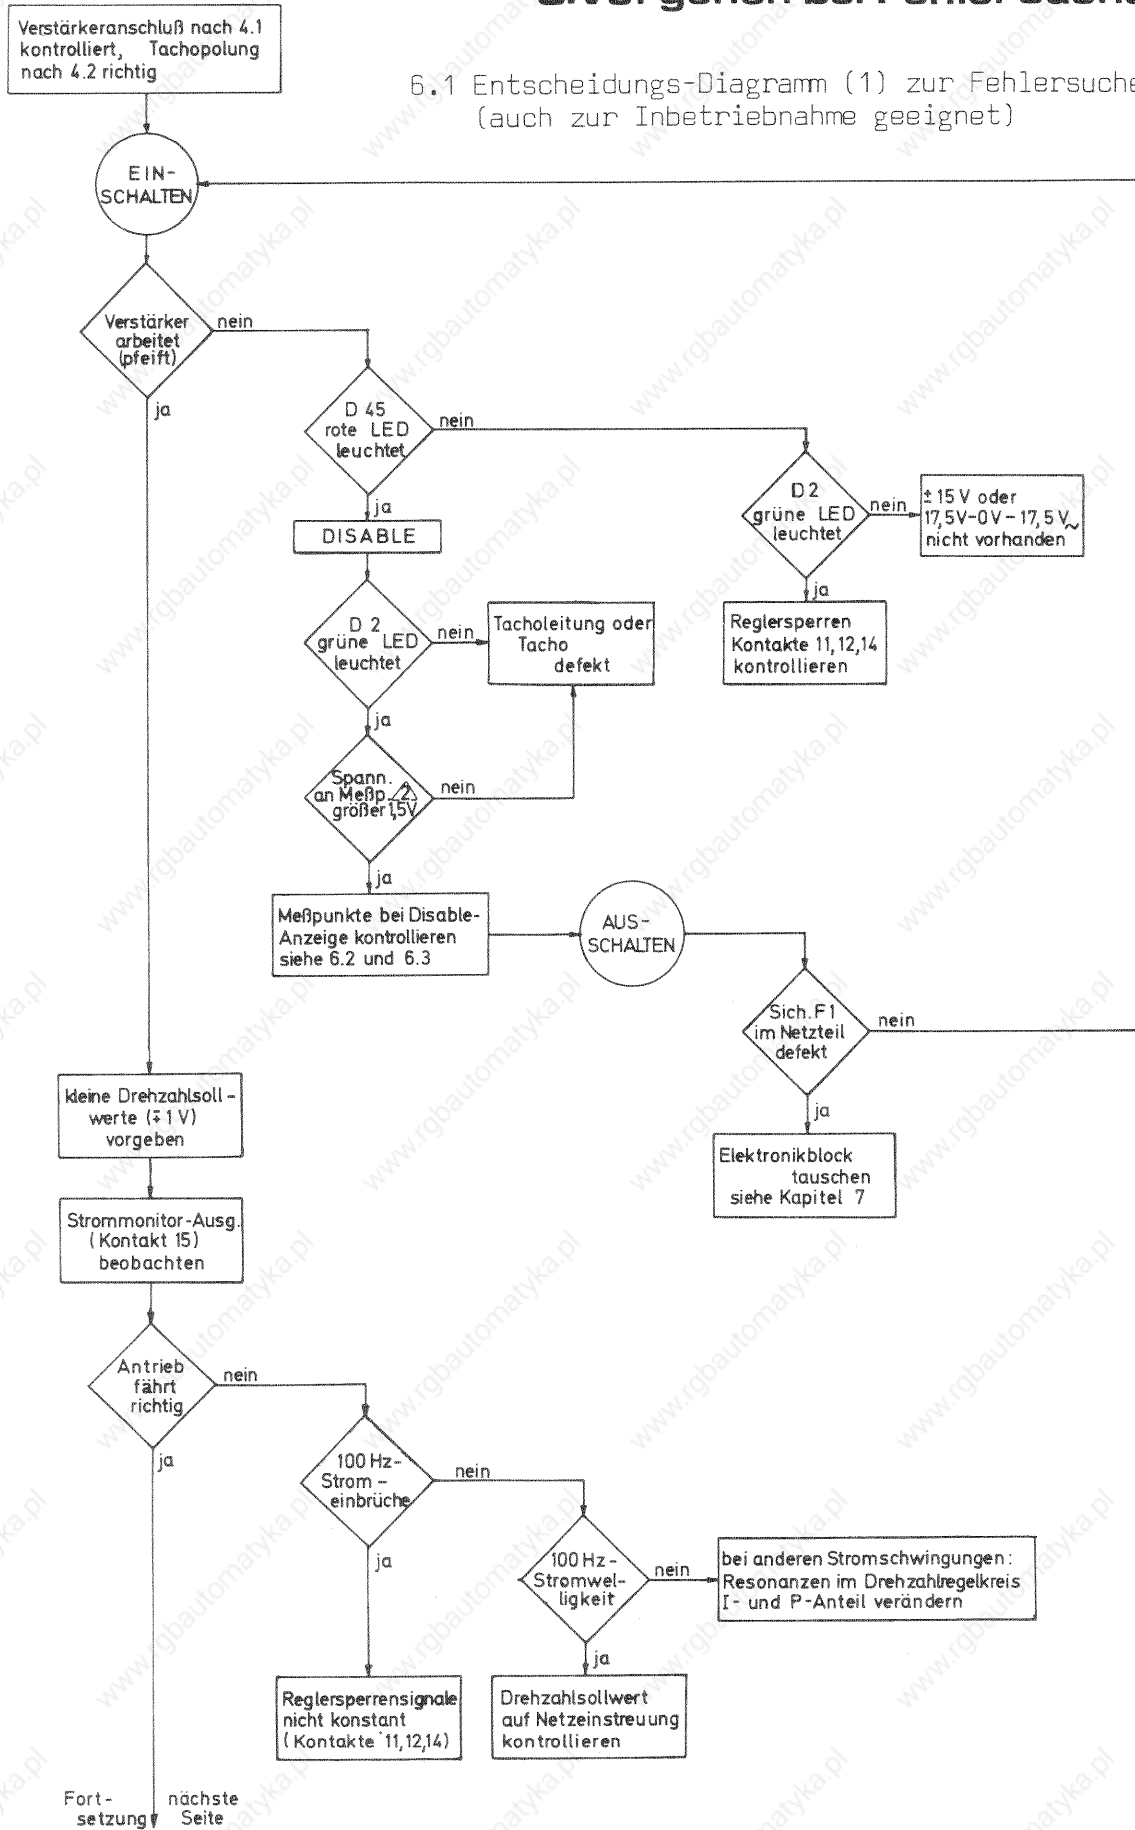 Verstärkeranschluß nach 4.1
kontrolliert, Tachopolung
nach 4.2 richtig
6.1 Entscheidungs-Diagramm (1) zur Fehlersuche
(auch zur Inbetriebnahme geeignet)
EIN-
SCHALTEN
Verstärker
arbeitet
(pfeift)
nein
ja
D 45
rote LED
leuchtet
nein
ja
D2
grüne LED
leuchtet
nein
±15 V oder
17,5V-0V-17,5V~
nicht vorhanden
ja
DISABLE
Reglersperren
Kontakte 11,12,14
kontrollieren
D 2
grüne LED
leuchtet
nein
Tacholeitung oder
Tacho
defekt
ja
Spann.
an Meßp. 2
größer 1,5V
nein
ja
Meßpunkte bei Disable-
Anzeige kontrollieren
siehe 6.2 und 6.3
AUS-
SCHALTEN
Sich. F1
im Netzteil
defekt
nein
ja
Elektronikblock
tauschen
siehe Kapitel 7
kleine Drehzahlsoll-
werte (∓1 V)
vorgeben
Strommonitor-Ausg.
(Kontakt 15)
beobachten
Antrieb
fährt
richtig
nein
ja
100 Hz-
Strom-
einbrüche
nein
ja
100 Hz-
Stromwel-
ligkeit
nein
bei anderen Stromschwingungen:
Resonanzen im Drehzahlregelkreis
I- und P-Anteil verändern
ja
Reglersperrensignale
nicht konstant
(Kontakte 11,12,14)
Drehzahlsollwert
auf Netzeinstreuung
kontrollieren
Fort-
setzung
nächste
Seite
www.rgbautomatyka.pl